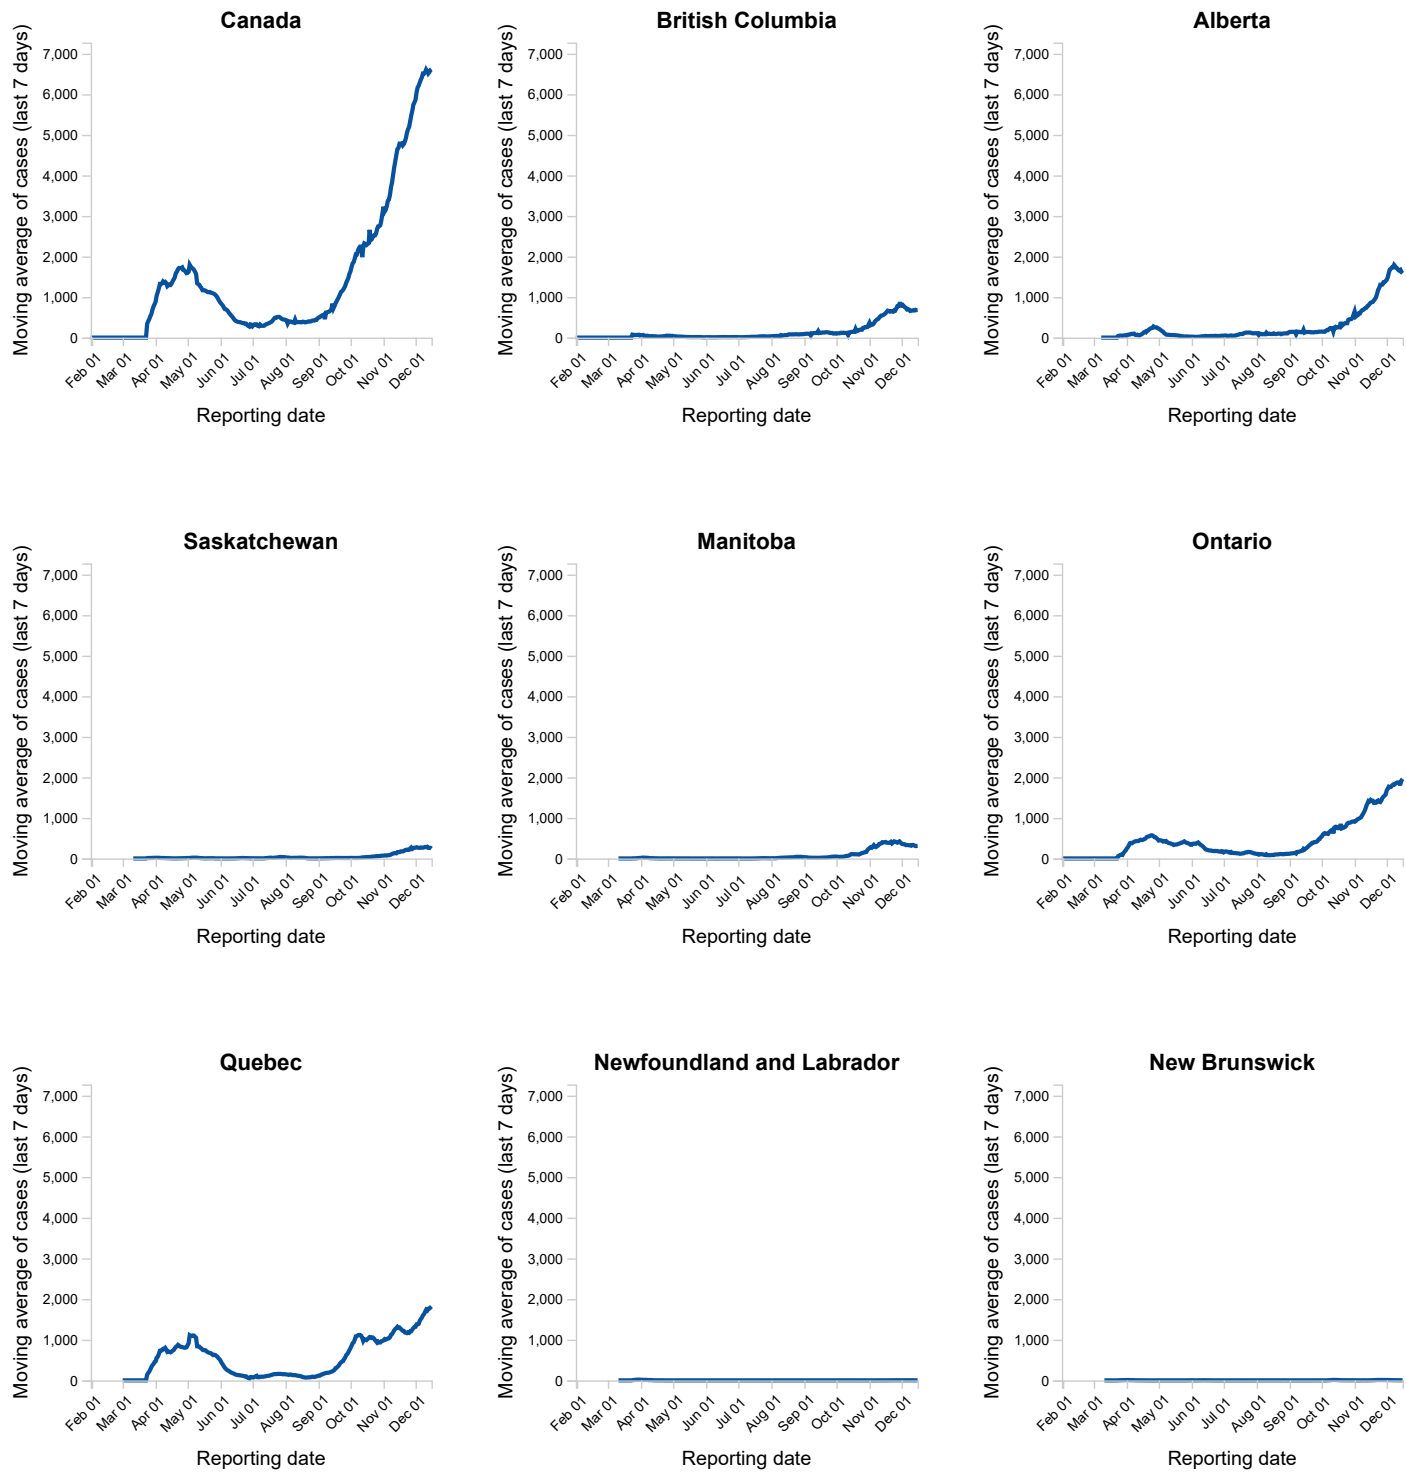 Canada
Moving average of cases (last 7 days)
7,000
6,000
5,000
4,000
3,000
2,000
1,000
0
Feb 01
Mar 01
Apr 01
May 01
Jun 01
Jul 01
Aug 01
Sep 01
Oct 01
Nov 01
Dec 01
Reporting date
British Columbia
Moving average of cases (last 7 days)
7,000
6,000
5,000
4,000
3,000
2,000
1,000
0
Feb 01
Mar 01
Apr 01
May 01
Jun 01
Jul 01
Aug 01
Sep 01
Oct 01
Nov 01
Dec 01
Reporting date
Alberta
Moving average of cases (last 7 days)
7,000
6,000
5,000
4,000
3,000
2,000
1,000
0
Feb 01
Mar 01
Apr 01
May 01
Jun 01
Jul 01
Aug 01
Sep 01
Oct 01
Nov 01
Dec 01
Reporting date
Saskatchewan
Moving average of cases (last 7 days)
7,000
6,000
5,000
4,000
3,000
2,000
1,000
0
Feb 01
Mar 01
Apr 01
May 01
Jun 01
Jul 01
Aug 01
Sep 01
Oct 01
Nov 01
Dec 01
Reporting date
Manitoba
Moving average of cases (last 7 days)
7,000
6,000
5,000
4,000
3,000
2,000
1,000
0
Feb 01
Mar 01
Apr 01
May 01
Jun 01
Jul 01
Aug 01
Sep 01
Oct 01
Nov 01
Dec 01
Reporting date
Ontario
Moving average of cases (last 7 days)
7,000
6,000
5,000
4,000
3,000
2,000
1,000
0
Feb 01
Mar 01
Apr 01
May 01
Jun 01
Jul 01
Aug 01
Sep 01
Oct 01
Nov 01
Dec 01
Reporting date
Quebec
Moving average of cases (last 7 days)
7,000
6,000
5,000
4,000
3,000
2,000
1,000
0
Feb 01
Mar 01
Apr 01
May 01
Jun 01
Jul 01
Aug 01
Sep 01
Oct 01
Nov 01
Dec 01
Reporting date
Newfoundland and Labrador
Moving average of cases (last 7 days)
7,000
6,000
5,000
4,000
3,000
2,000
1,000
0
Feb 01
Mar 01
Apr 01
May 01
Jun 01
Jul 01
Aug 01
Sep 01
Oct 01
Nov 01
Dec 01
Reporting date
New Brunswick
Moving average of cases (last 7 days)
7,000
6,000
5,000
4,000
3,000
2,000
1,000
0
Feb 01
Mar 01
Apr 01
May 01
Jun 01
Jul 01
Aug 01
Sep 01
Oct 01
Nov 01
Dec 01
Reporting date